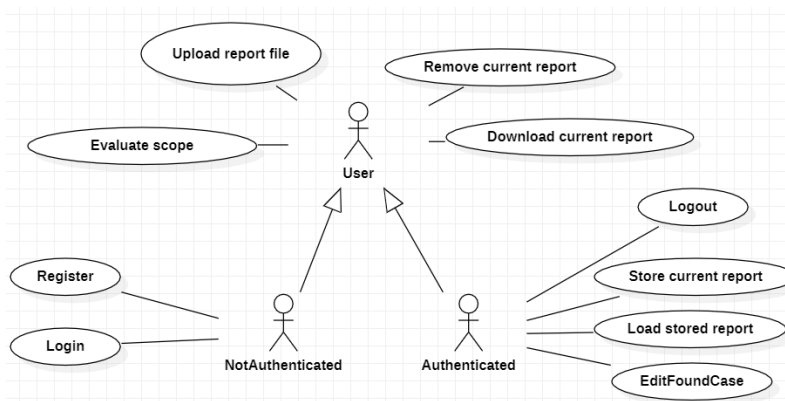 Upload report file
Remove current report
Evaluate scope
Download current report
User
Logout
Register
Store current report
Login
Load stored report
NotAuthenticated
Authenticated
EditFoundCase